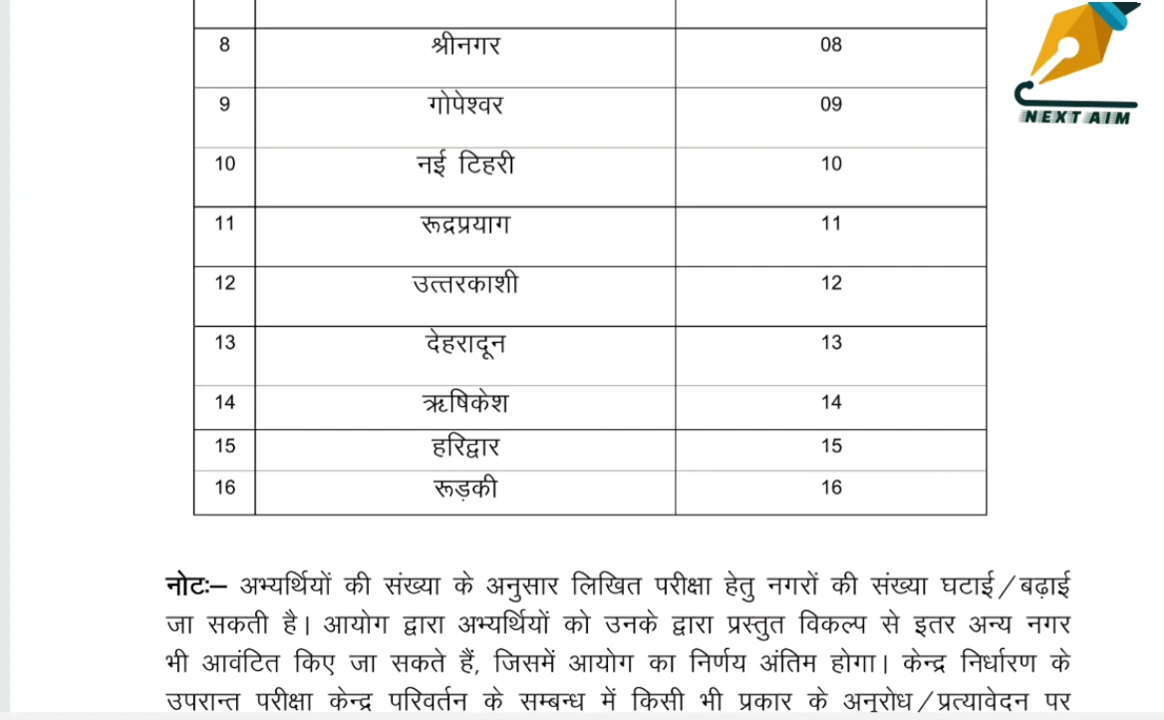 8 श्रीनगर 08
NEXT AIM
9 गोपेश्वर 09
10 नई टिहरी 10
11 रूद्रप्रयाग 11
12 उत्तरकाशी 12
13 देहरादून 13
14 ऋषिकेश 14
15 हरिद्वार 15
16 रूड़की 16
नोटः— अभ्यर्थियों की संख्या के अनुसार लिखित परीक्षा हेतु नगरों की संख्या घटाई/बढ़ाई
जा सकती है। आयोग द्वारा अभ्यर्थियों को उनके द्वारा प्रस्तुत विकल्प से इतर अन्य नगर
भी आवंटित किए जा सकते हैं, जिसमें आयोग का निर्णय अंतिम होगा। केन्द्र निर्धारण के
उपरान्त परीक्षा केन्द्र परिवर्तन के सम्बन्ध में किसी भी प्रकार के अनुरोध/प्रत्यावेदन पर